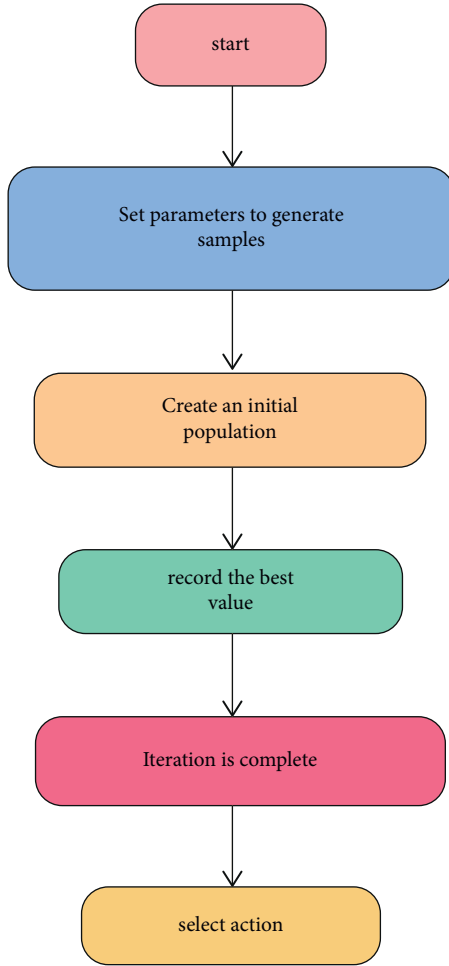 start
Set parameters to generate
samples
Create an initial
population
record the best
value
Iteration is complete
select action